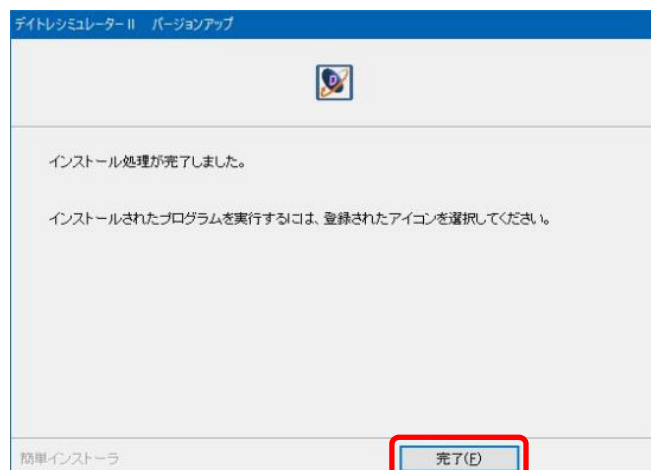 デイトレシミュレーターⅡ バージョンアップ
D
インストール処理が完了しました。
インストールされたプログラムを実行するには、登録されたアイコンを選択してください。
簡単インストーラ
完了(F)